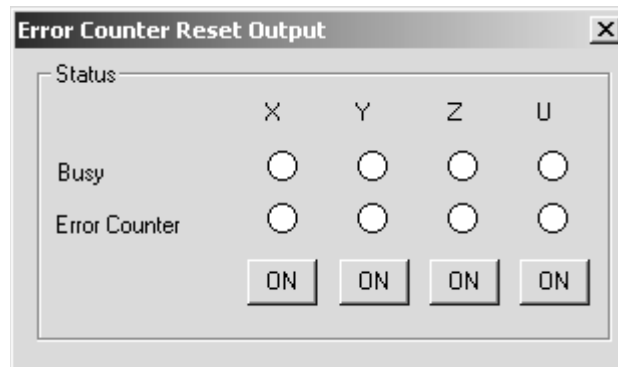 Error Counter Reset Output
Status
X Y Z U
Busy
Error Counter
ON ON ON ON